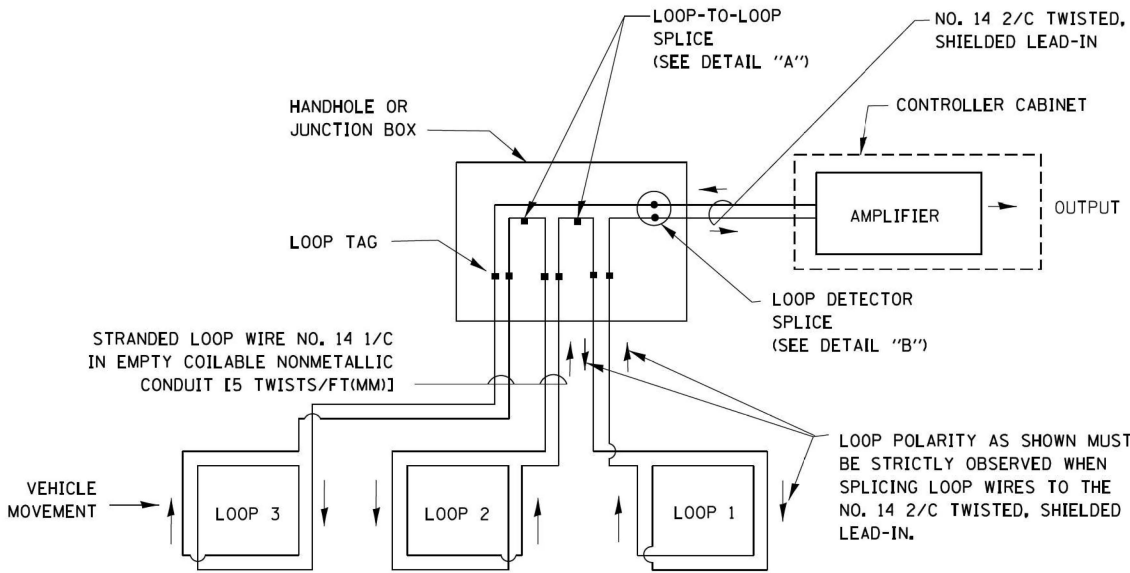 LOOP-TO-LOOP
SPLICE
(SEE DETAIL "A")
NO. 14 2/C TWISTED,
SHIELDED LEAD-IN
HANDHOLE OR
JUNCTION BOX
CONTROLLER CABINET
AMPLIFIER
OUTPUT
LOOP TAG
LOOP DETECTOR
SPLICE
(SEE DETAIL "B")
STRANDED LOOP WIRE NO. 14 1/C
IN EMPTY COILABLE NONMETALLIC
CONDUIT [5 TWISTS/FT(MM)]
LOOP POLARITY AS SHOWN MUST
BE STRICTLY OBSERVED WHEN
SPLICING LOOP WIRES TO THE
NO. 14 2/C TWISTED, SHIELDED
LEAD-IN.
VEHICLE
MOVEMENT
LOOP 3
LOOP 2
LOOP 1